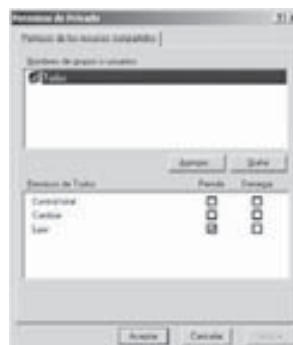 Permisos de Privado
Permisos de los recursos compartidos
Nombres de grupos o usuarios
Todos
Agregar Quitar
Permisos de Todos Permitir Denegar
Control total
Cambiar
Leer
Aceptar Cancelar